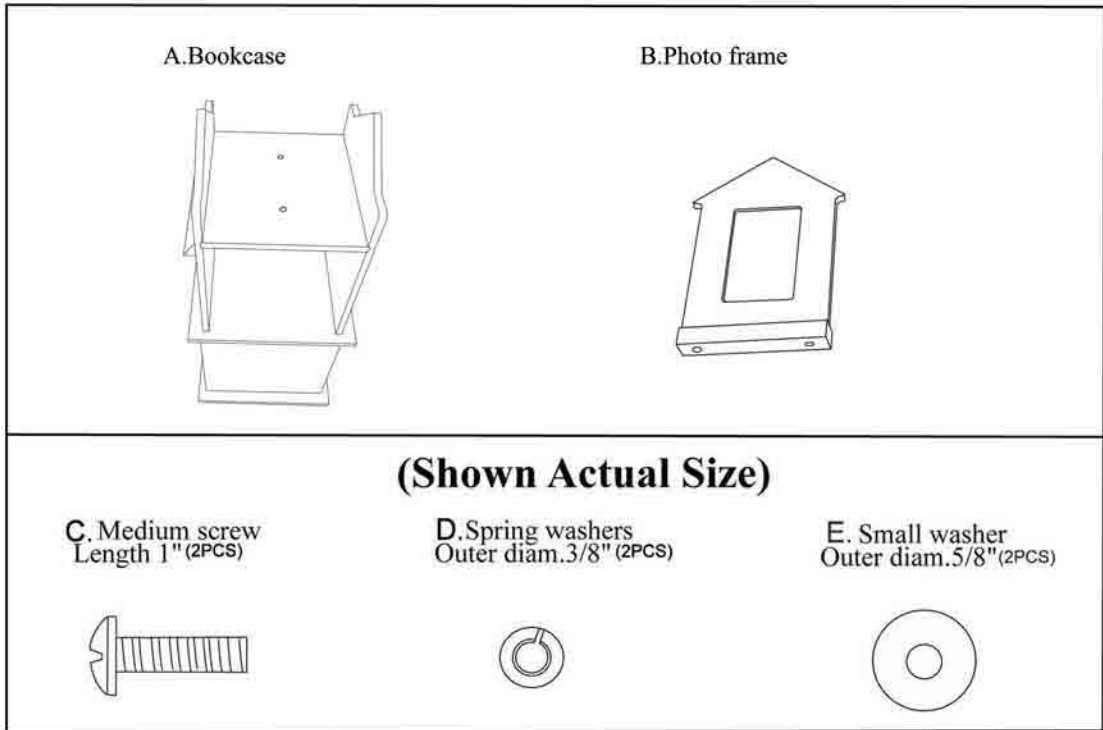 A.Bookcase
B.Photo frame
(Shown Actual Size)
C. Medium screw
Length 1" (2PCS)
D.Spring washers
Outer diam.3/8" (2PCS)
E. Small washer
Outer diam.5/8"(2PCS)